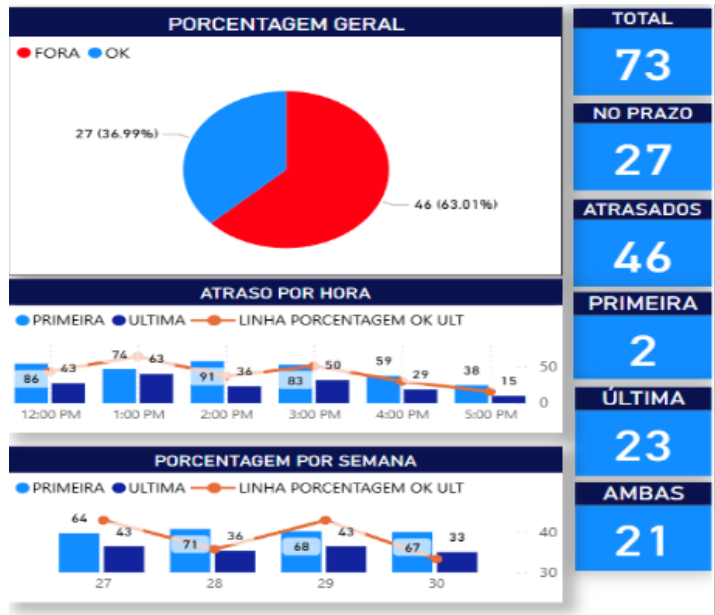 PORCENTAGEM GERAL
FORA OK
27 (36.99%)
46 (63.01%)
TOTAL
73
NO PRAZO
27
ATRASADOS
46
PRIMEIRA
2
ÚLTIMA
23
AMBAS
21
ATRASO POR HORA
PRIMEIRA ULTIMA LINHA PORCENTAGEM OK ULT
86 43 74 63 91 36 83 50 59 29 38 15
50
0
12:00 PM 1:00 PM 2:00 PM 3:00 PM 4:00 PM 5:00 PM
PORCENTAGEM POR SEMANA
PRIMEIRA ULTIMA LINHA PORCENTAGEM OK ULT
64 43 71 36 68 43 67 33
40
30
27 28 29 30